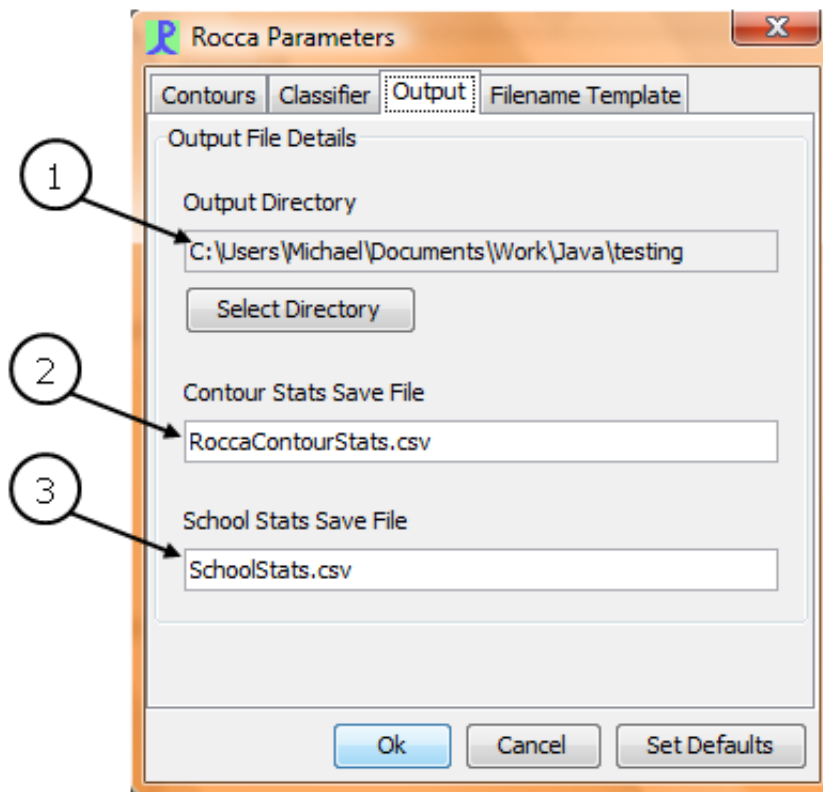 Rocca Parameters
Contours Classifier Output Filename Template
Output File Details
1
Output Directory
C:\Users\Michael\Documents\Work\Java\testing
Select Directory
2
Contour Stats Save File
RoccaContourStats.csv
3
School Stats Save File
SchoolStats.csv
Ok Cancel Set Defaults